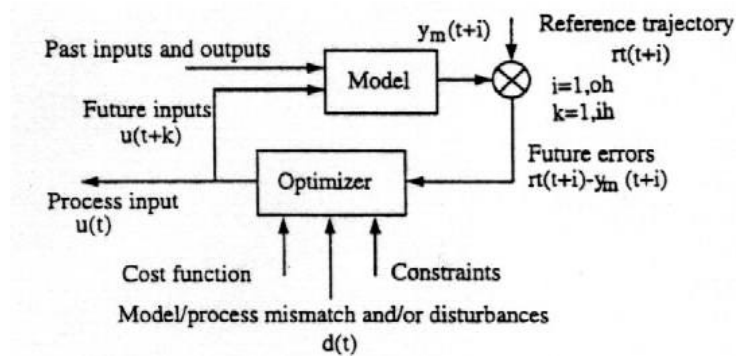 y_m(t+i)
Reference trajectory
rt(t+i)
Past inputs and outputs
Model
i=1,oh
k=1,ih
Future inputs
u(t+k)
Future errors
rt(t+i)-y_m (t+i)
Optimizer
Process input
u(t)
Cost function
Constraints
Model/process mismatch and/or disturbances
d(t)